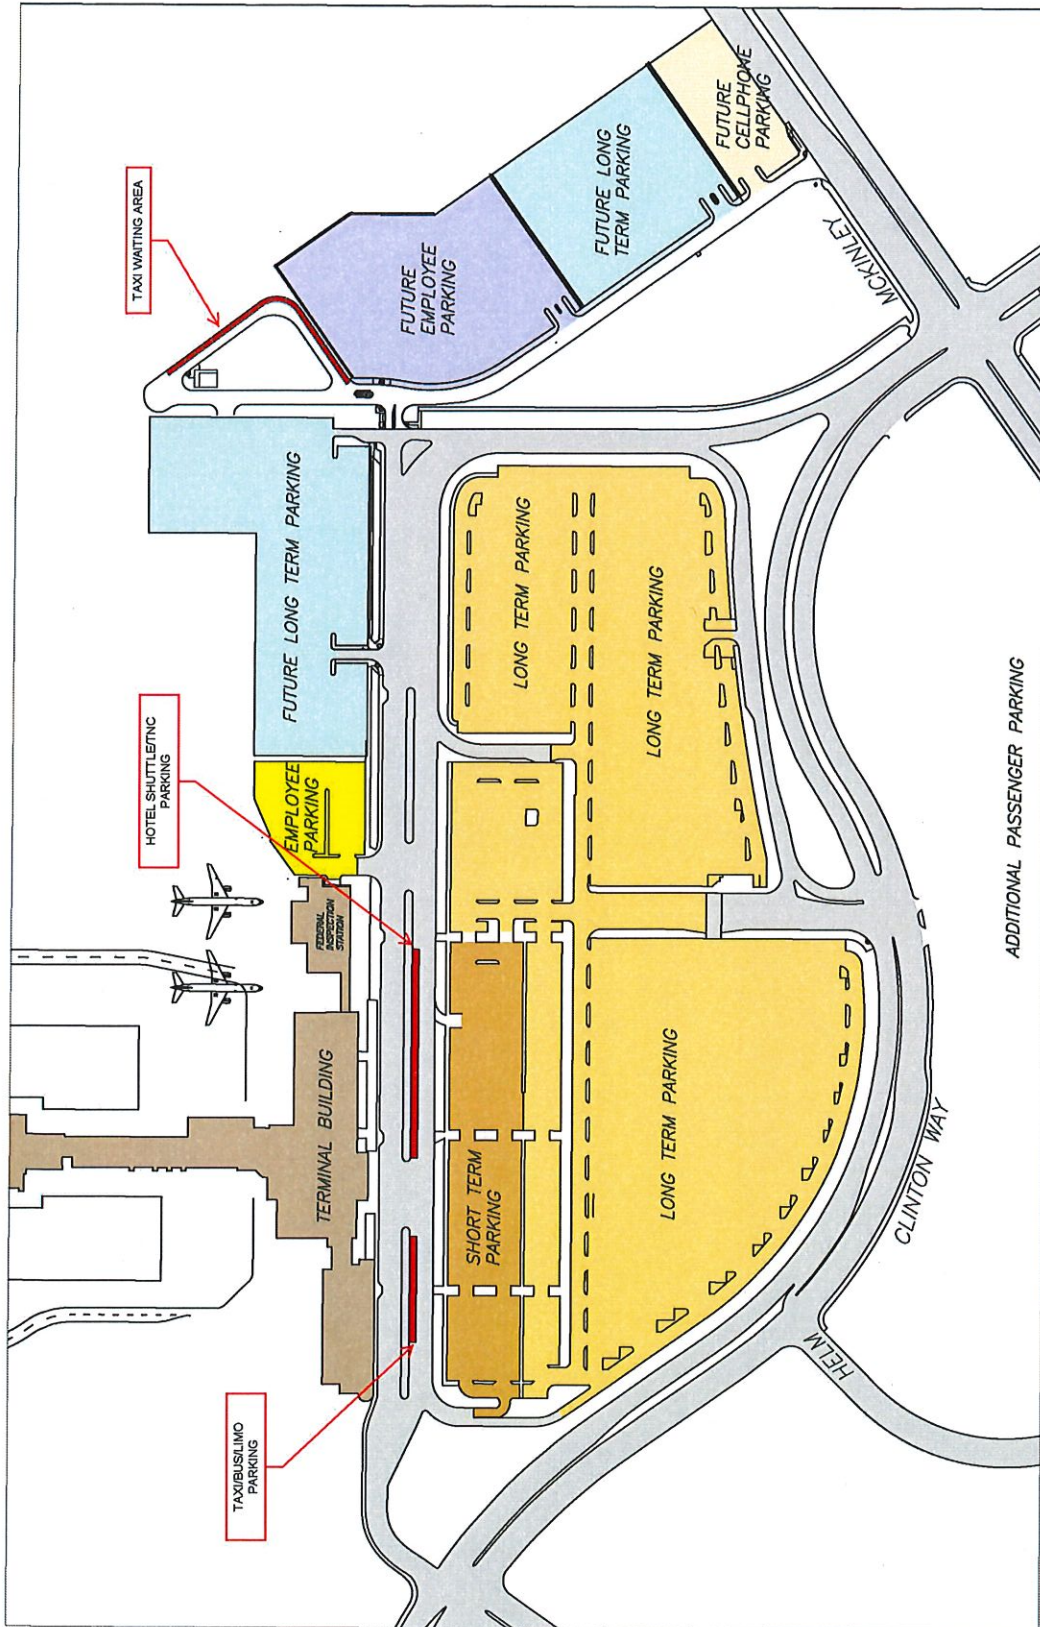 TAXI WAITING AREA
FUTURE
CELLPHONE
PARKING
FUTURE LONG
TERM PARKING
FUTURE
EMPLOYEE
PARKING
MCKINLEY
FUTURE LONG TERM PARKING
LONG TERM PARKING
LONG TERM PARKING
HOTEL SHUTTLE/TNC
PARKING
EMPLOYEE
PARKING
FEDERAL
INSPECTION
STATION
TERMINAL BUILDING
SHORT TERM
PARKING
LONG TERM PARKING
ADDITIONAL PASSENGER PARKING
CLINTON WAY
HELM
TAXI/BUS/LIMO
PARKING